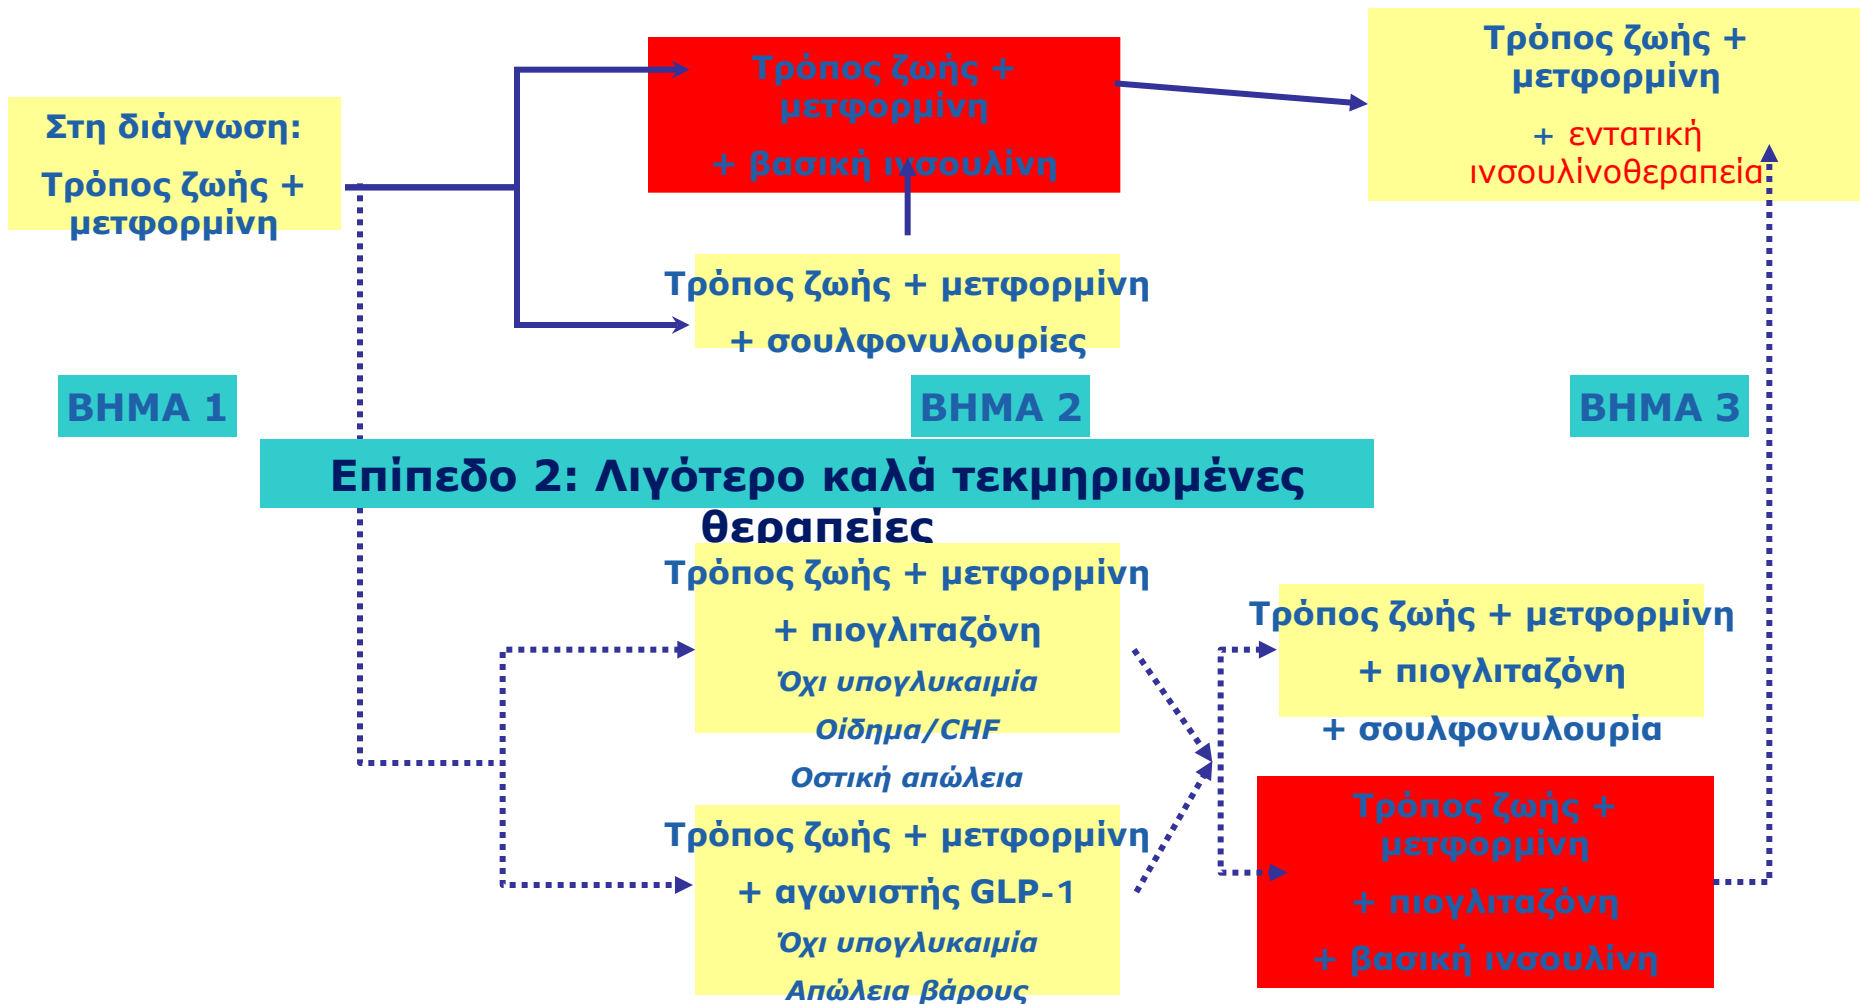 Στη διάγνωση:
Τρόπος ζωής +
μετφορμίνη
Τρόπος ζωής +
μετφορμίνη
+ βασική ινσουλίνη
Τρόπος ζωής +
μετφορμίνη
+ εντατική
ινσουλίνοθεραπεία
Τρόπος ζωής + μετφορμίνη
+ σουλφονυλουρίες
ΒΗΜΑ 1
ΒΗΜΑ 2
ΒΗΜΑ 3
Επίπεδο 2: Λιγότερο καλά τεκμηριωμένες
θεραπείες
Τρόπος ζωής + μετφορμίνη
+ πιογλιταζόνη
Όχι υπογλυκαιμία
Οίδημα/CHF
Οστική απώλεια
Τρόπος ζωής + μετφορμίνη
+ αγωνιστής GLP-1
Όχι υπογλυκαιμία
Απώλεια βάρους
Τρόπος ζωής + μετφορμίνη
+ πιογλιταζόνη
+ σουλφονυλουρία
Τρόπος ζωής +
μετφορμίνη
+ πιογλιταζόνη
+ βασική ινσουλίνη